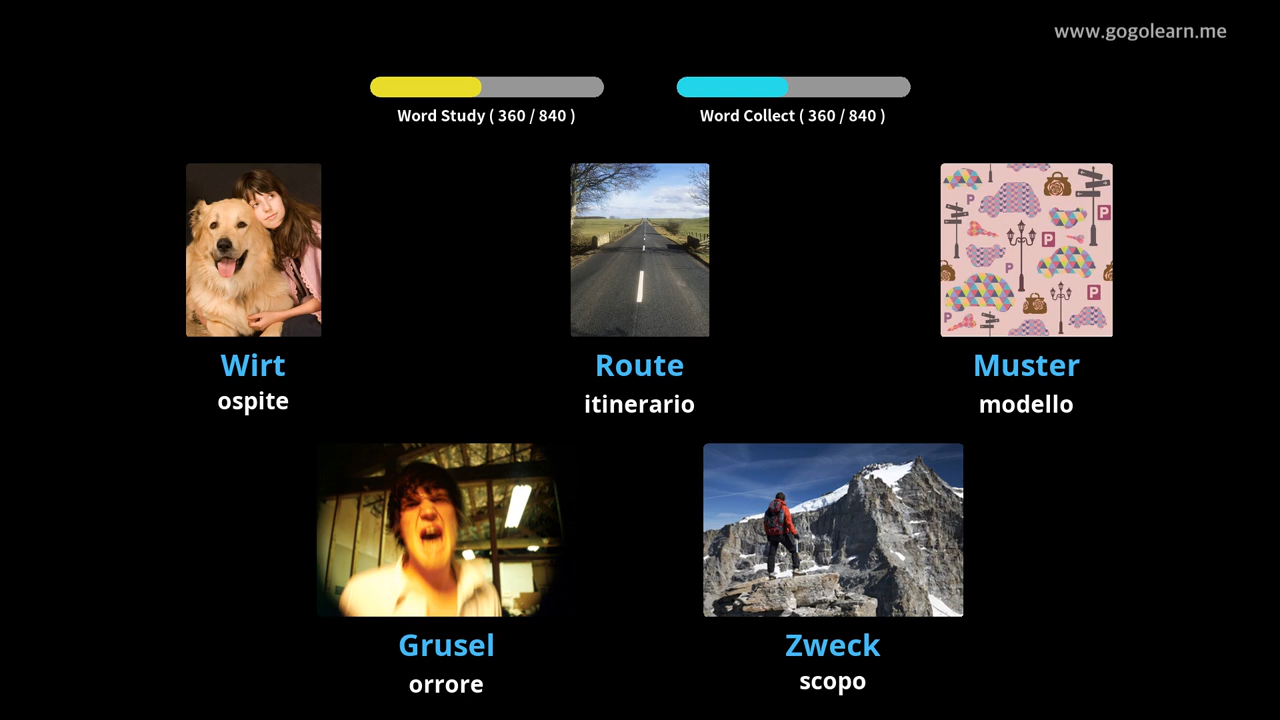 www.gogolearn.me
Word Study ( 360 / 840 )
Word Collect ( 360 / 840 )
P
P
P
P
P
P
Wirt
ospite
Route
itinerario
Muster
modello
Grusel
orrore
Zweck
scopo